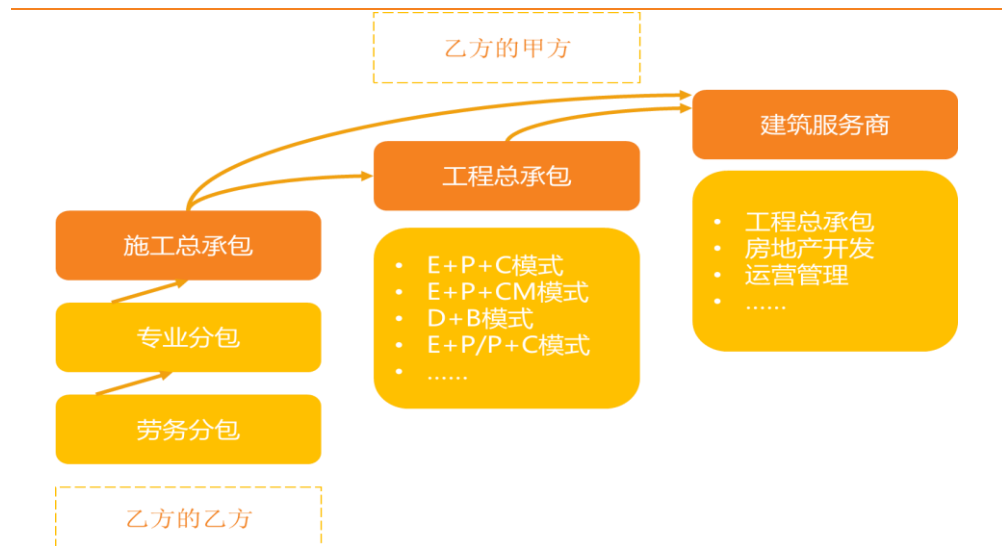 乙方的甲方
建筑服务商
工程总承包
施工总承包
• 工程总承包
• 房地产开发
• 运营管理
• ......
• E+P+C模式
• E+P+CM模式
• D+B模式
• E+P/P+C模式
• ......
专业分包
劳务分包
乙方的乙方